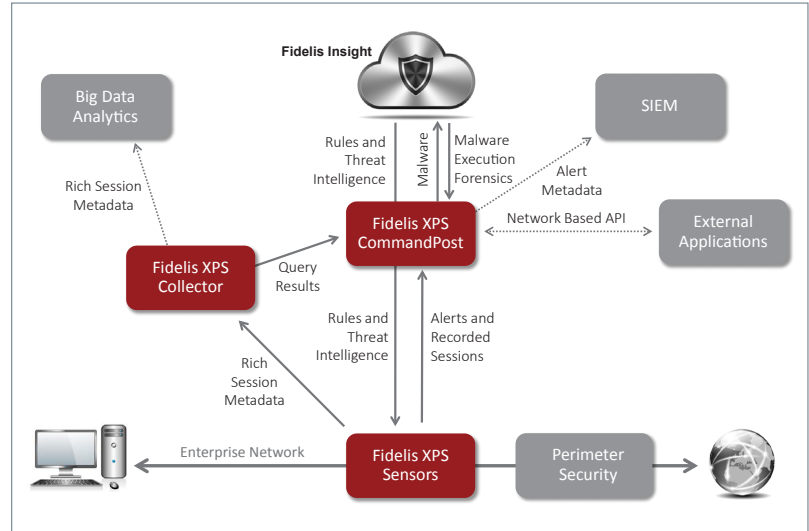 Fidelis Insight
Big Data
Analytics
SIEM
Rules and
Threat
Intelligence
Malware
Malware
Execution
Forensics
Rich Session
Metadata
Alert
Metadata
Fidelis XPS
CommandPost
Network Based API
External
Applications
Fidelis XPS
Collector
Query
Results
Rules and
Threat
Intelligence
Alerts and
Recorded
Sessions
Rich
Session
Metadata
Enterprise Network
Fidelis XPS
Sensors
Perimeter
Security